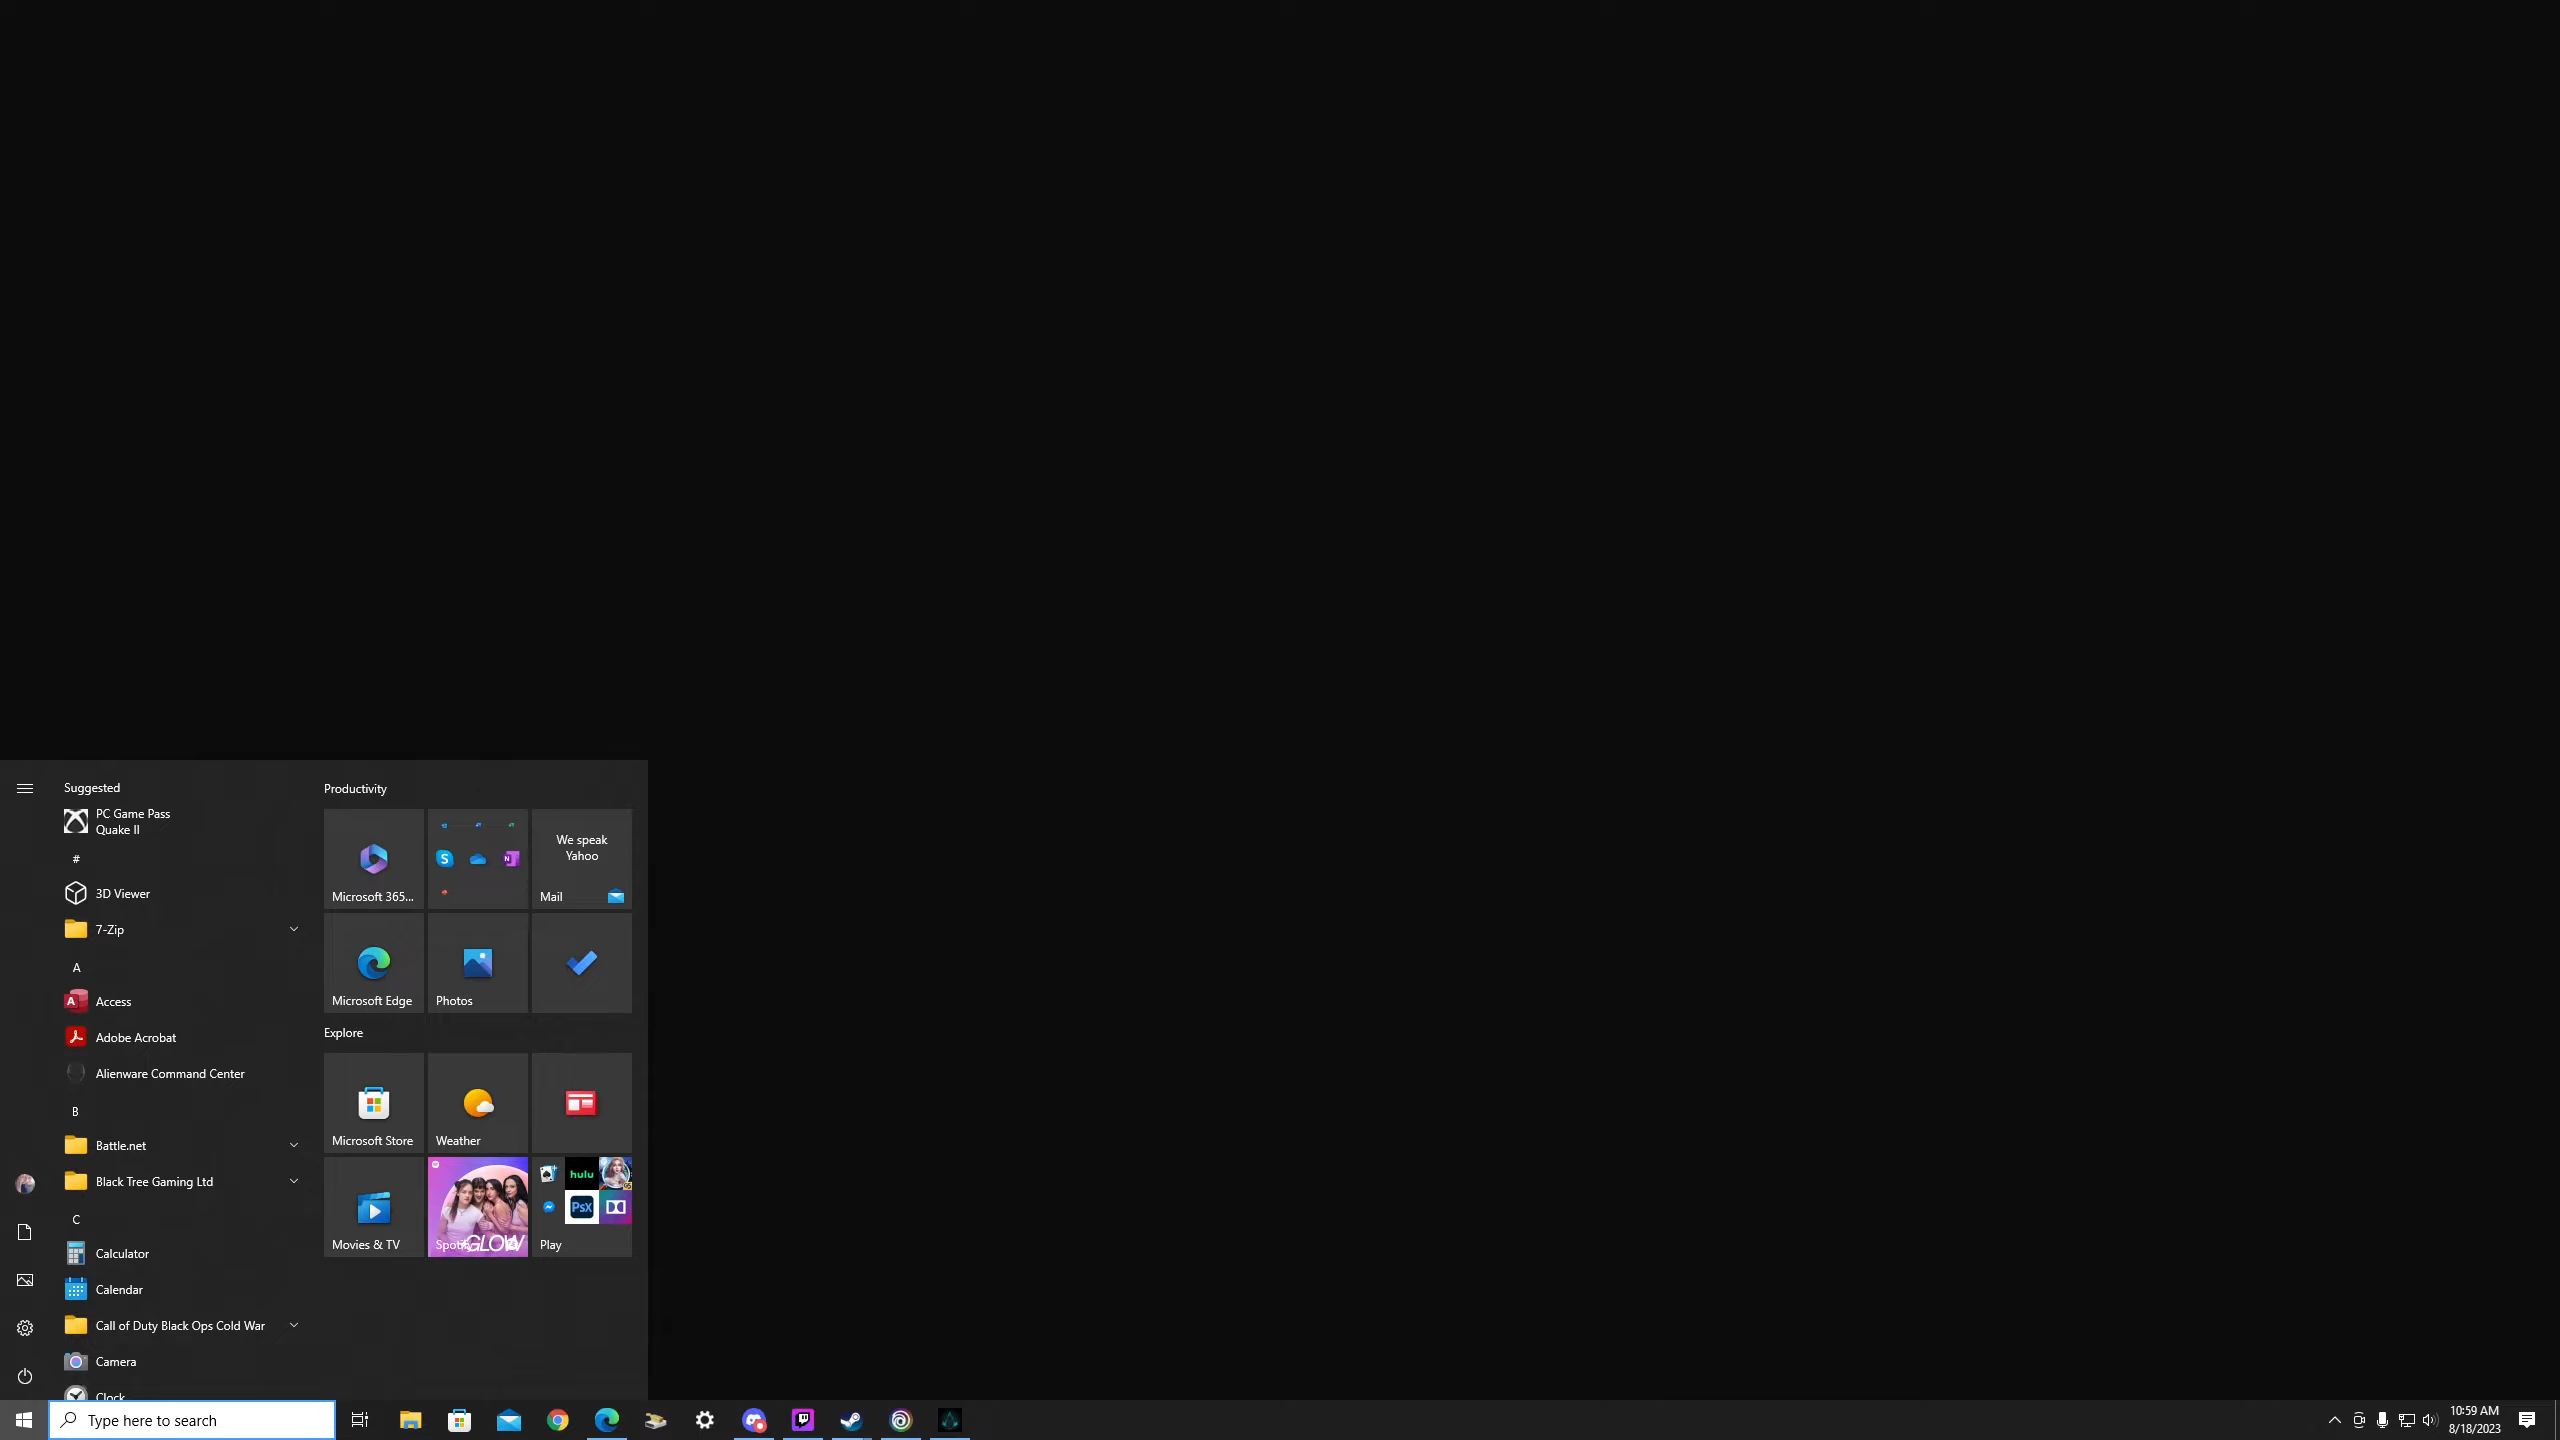 Suggested
PC Game Pass
Quake II
#
3D Viewer
7-Zip
A
Access
Adobe Acrobat
Alienware Command Center
B
Battle.net
Black Tree Gaming Ltd
C
Calculator
Calendar
Call of Duty Black Ops Cold War
Camera
Clock
Productivity
Microsoft 365...
We speak
Yahoo
Mail
Microsoft Edge
Photos
Explore
Microsoft Store
Weather
Movies & TV
Spotify
GLOW
hulu
PsX
Play
Type here to search
10:59 AM
8/18/2023